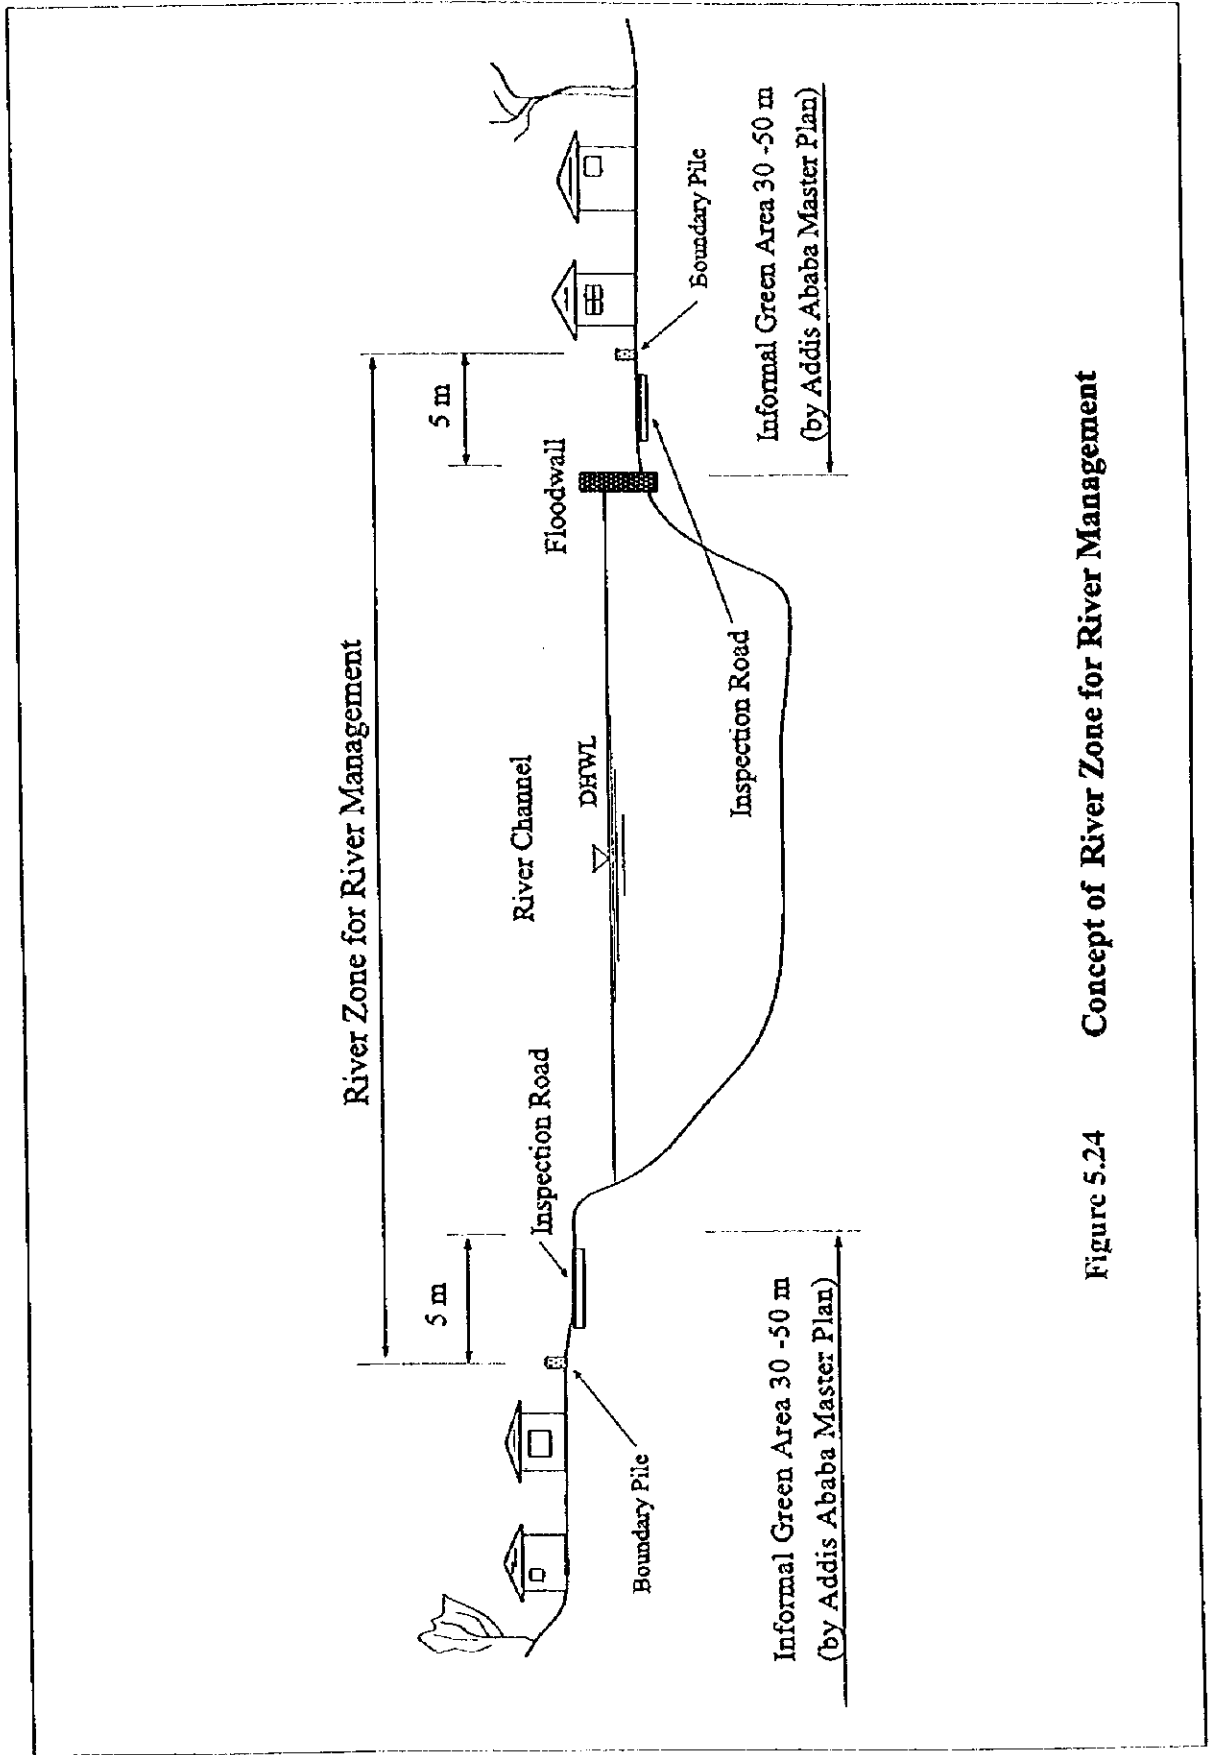 River Zone for River Management
5 m
5 m
Inspection Road
River Channel
Floodwall
DHWL
Boundary Pile
Inspection Road
Boundary Pile
Informal Green Area 30 -50 m
(by Addis Ababa Master Plan)
Informal Green Area 30 -50 m
(by Addis Ababa Master Plan)
Figure 5.24 Concept of River Zone for River Management